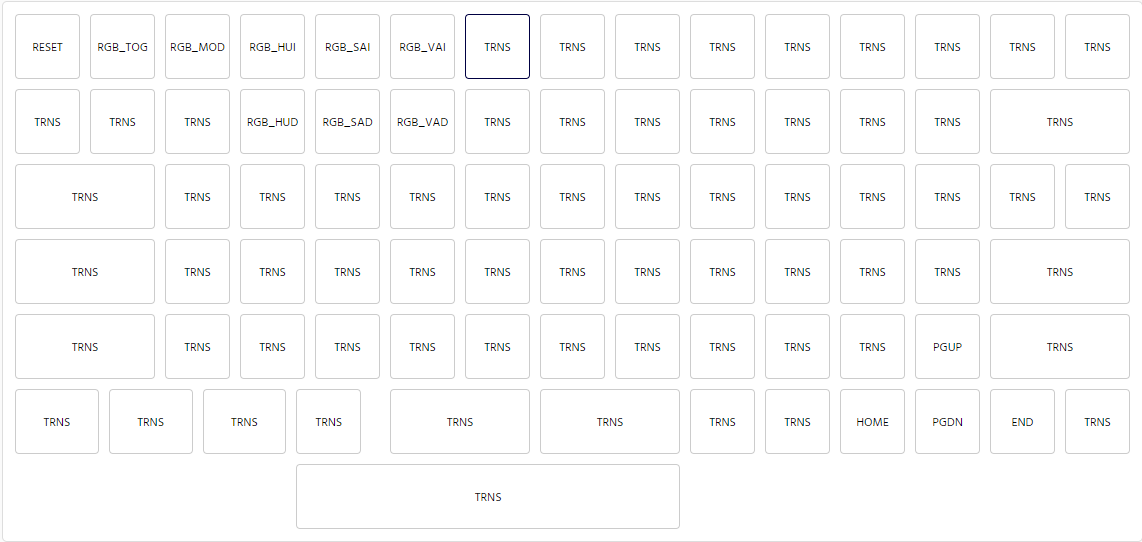 RESET RGB_TOG RGB_MOD RGB_HUI RGB_SAI RGB_VAI TRNS TRNS TRNS TRNS TRNS TRNS TRNS TRNS TRNS
TRNS TRNS TRNS RGB_HUD RGB_SAD RGB_VAD TRNS TRNS TRNS TRNS TRNS TRNS TRNS TRNS
TRNS TRNS TRNS TRNS TRNS TRNS TRNS TRNS TRNS TRNS TRNS TRNS TRNS TRNS
TRNS TRNS TRNS TRNS TRNS TRNS TRNS TRNS TRNS TRNS TRNS TRNS TRNS
TRNS TRNS TRNS TRNS TRNS TRNS TRNS TRNS TRNS TRNS TRNS PGUP TRNS
TRNS TRNS TRNS TRNS TRNS TRNS TRNS TRNS HOME PGDN END TRNS
TRNS